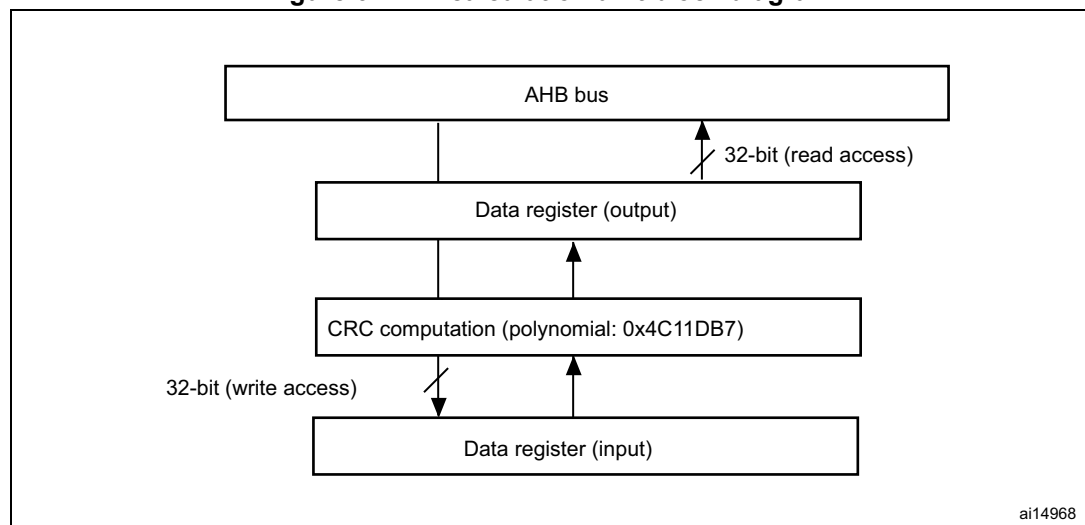 AHB bus
32-bit (read access)
Data register (output)
CRC computation (polynomial: 0x4C11DB7)
32-bit (write access)
Data register (input)
ai14968